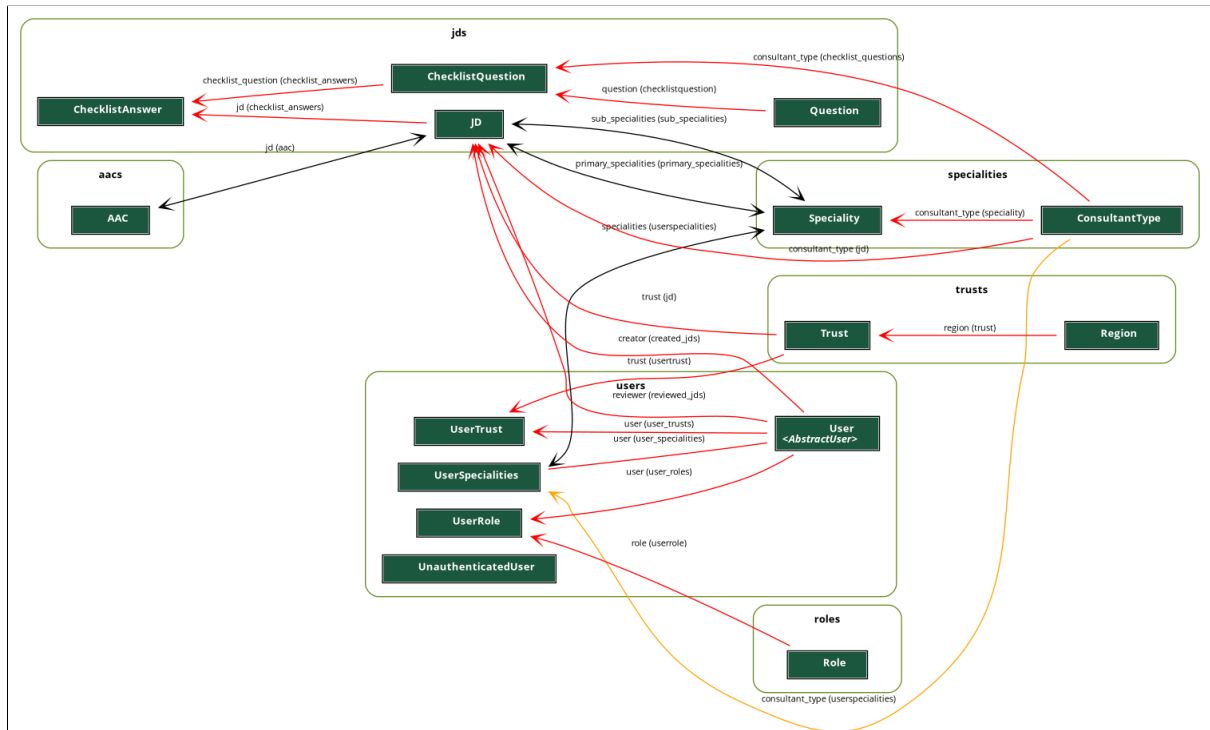 jds
consultant_type (checklist_questions)
ChecklistQuestion
checklist_question (checklist_answers)
question (checklistquestion)
ChecklistAnswer
jd (checklist_answers)
Question
JD
sub_specialities (sub_specialities)
jd (aac)
primary_specialities (primary_specialities)
aacs
specialities
AAC
Speciality
consultant_type (speciality)
ConsultantType
specialities (userspecialities)
consultant_type (jd)
trusts
trust (jd)
Trust
region (trust)
Region
creator (created_jds)
trust (usertrust)
users
reviewer (reviewed_jds)
UserTrust
user (user_trusts)
User
<AbstractUser>
user (user_specialities)
UserSpecialities
user (user_roles)
UserRole
role (userrole)
UnauthenticatedUser
roles
Role
consultant_type (userspecialities)